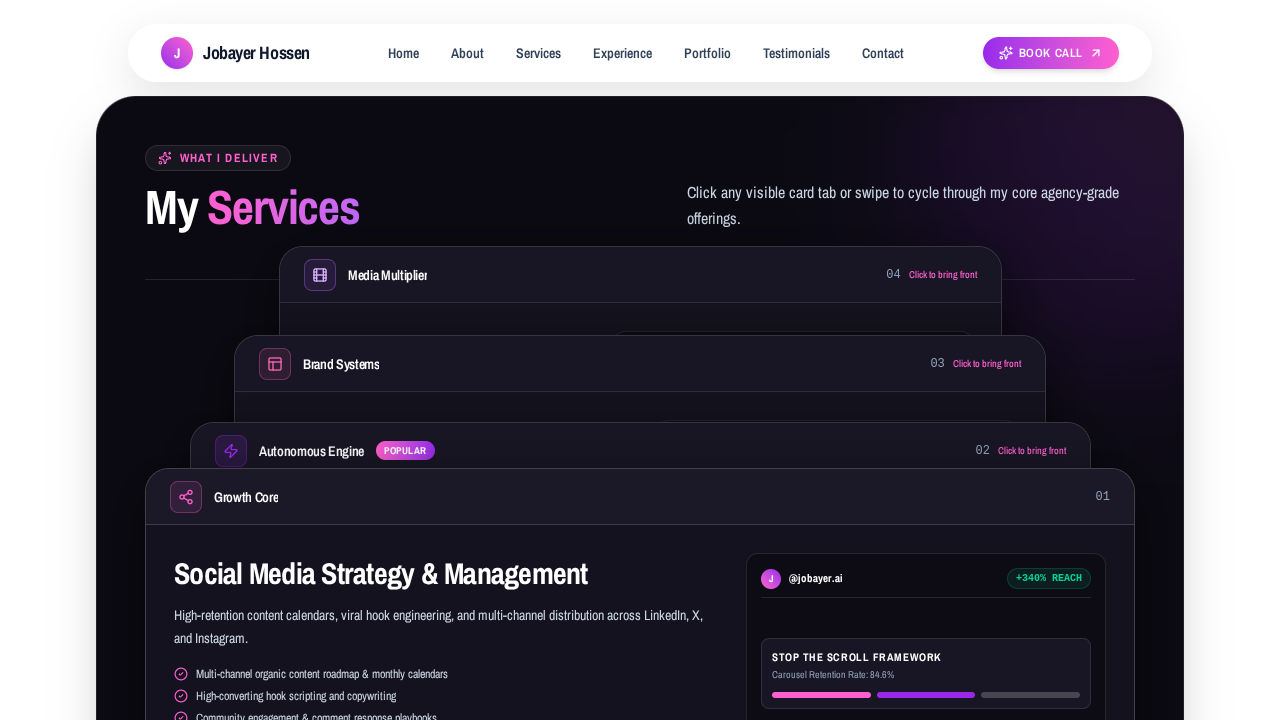 J Jobayer Hossen Home About Services Experience Portfolio Testimonials Contact BOOK CALL
WHAT I DELIVER
My Services
Click any visible card tab or swipe to cycle through my core agency-grade
offerings.
Media Multiplier 04 Click to bring front
Brand Systems 03 Click to bring front
Autonomous Engine POPULAR 02 Click to bring front
Growth Core 01
Social Media Strategy & Management
High-retention content calendars, viral hook engineering, and multi-channel distribution across LinkedIn, X,
and Instagram.
Multi-channel organic content roadmap & monthly calendars
High-converting hook scripting and copywriting
Community engagement & comment response playbooks
J @jobayer.ai +340% REACH
STOP THE SCROLL FRAMEWORK
Carousel Retention Rate: 84.6%